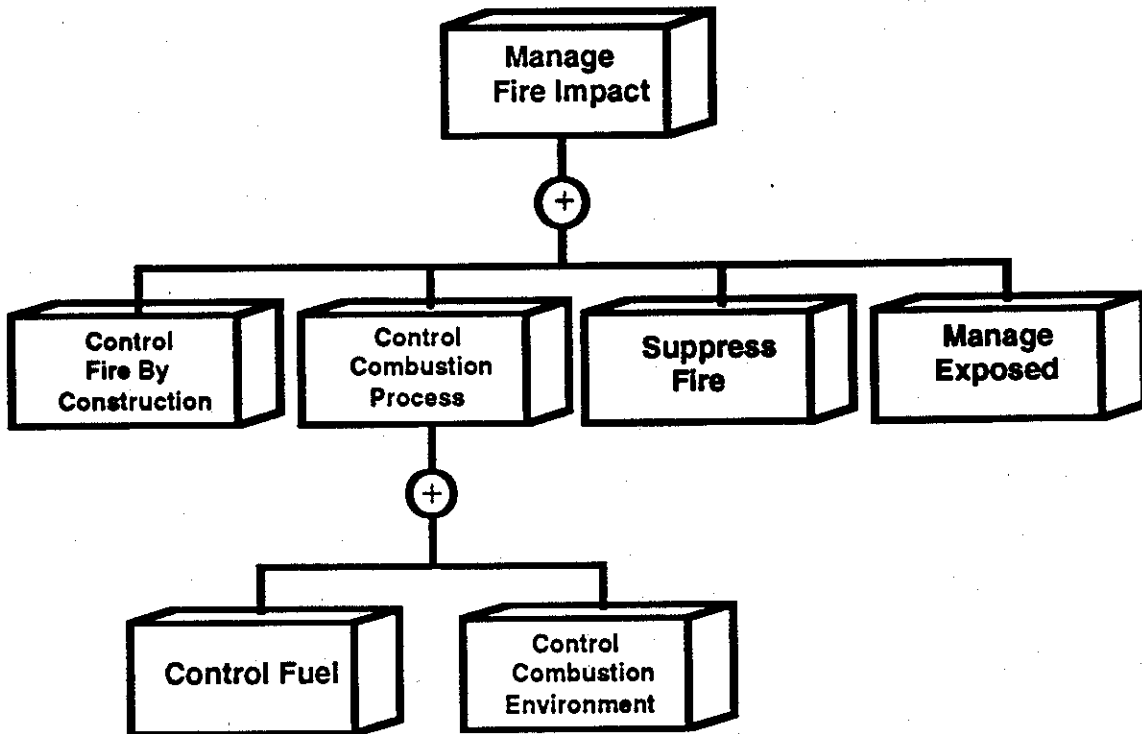 Manage
Fire Impact
+
Control
Fire By
Construction
Control
Combustion
Process
Suppress
Fire
Manage
Exposed
+
Control Fuel
Control
Combustion
Environment